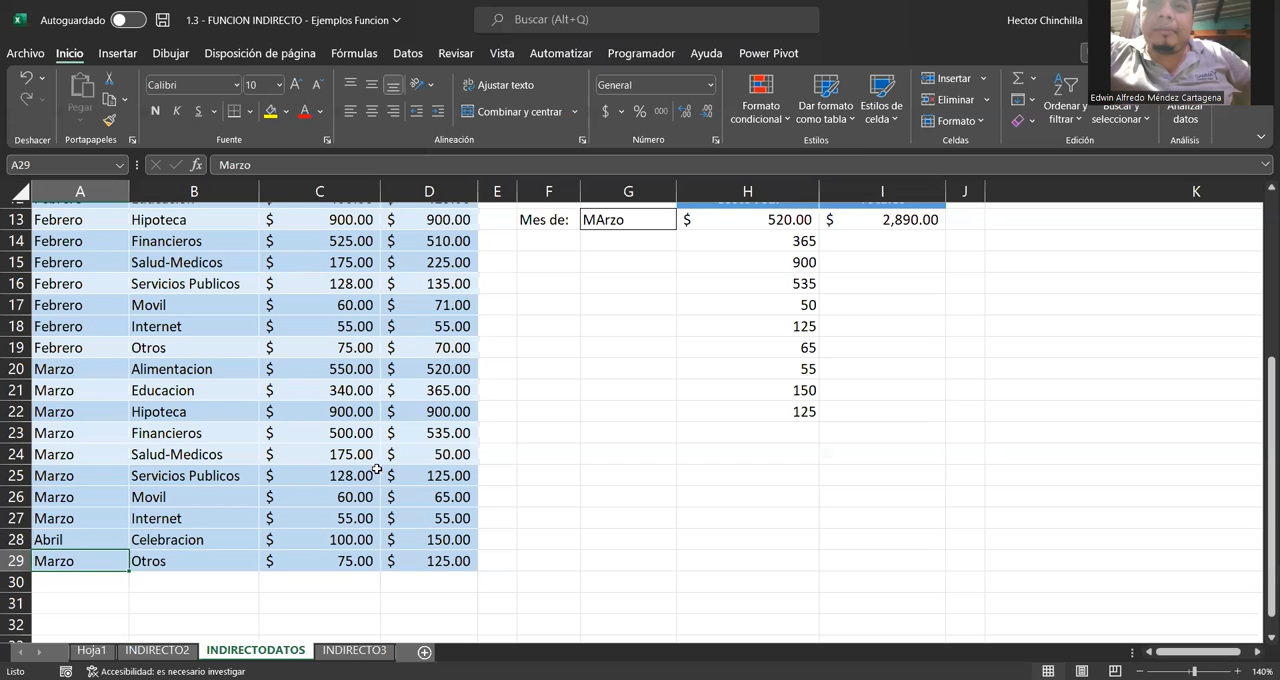 Autoguardado 1.3 - FUNCION INDIRECTO - Ejemplos Funcion Buscar (Alt+Q) Hector Chinchilla
Archivo Inicio Insertar Dibujar Disposición de página Fórmulas Datos Revisar Vista Automatizar Programador Ayuda Power Pivot
Pegar Calibri 10 Ajustar texto General Insertar
N K S Combinar y centrar $ % 000 Eliminar
Formato condicional Dar formato como tabla Estilos de celda Formato Ordenar y filtrar Buscar y seleccionar datos
Deshacer Portapapeles Fuente Alineación Número Estilos Celdas Edición Análisis
Edwin Alfredo Méndez Cartagena
A29 fx Marzo
A B C D E F G H I J K
13 Febrero Hipoteca $ 900.00 $ 900.00 Mes de: MArzo $ 520.00 $ 2,890.00
14 Febrero Financieros $ 525.00 $ 510.00 365
15 Febrero Salud-Medicos $ 175.00 $ 225.00 900
16 Febrero Servicios Publicos $ 128.00 $ 135.00 535
17 Febrero Movil $ 60.00 $ 71.00 50
18 Febrero Internet $ 55.00 $ 55.00 125
19 Febrero Otros $ 75.00 $ 70.00 65
20 Marzo Alimentacion $ 550.00 $ 520.00 55
21 Marzo Educacion $ 340.00 $ 365.00 150
22 Marzo Hipoteca $ 900.00 $ 900.00 125
23 Marzo Financieros $ 500.00 $ 535.00
24 Marzo Salud-Medicos $ 175.00 $ 50.00
25 Marzo Servicios Publicos $ 128.00 $ 125.00
26 Marzo Movil $ 60.00 $ 65.00
27 Marzo Internet $ 55.00 $ 55.00
28 Abril Celebracion $ 100.00 $ 150.00
29 Marzo Otros $ 75.00 $ 125.00
30
31
32
Hoja1 INDIRECTO2 INDIRECTODATOS INDIRECTO3
Listo Accesibilidad: es necesario investigar 140%